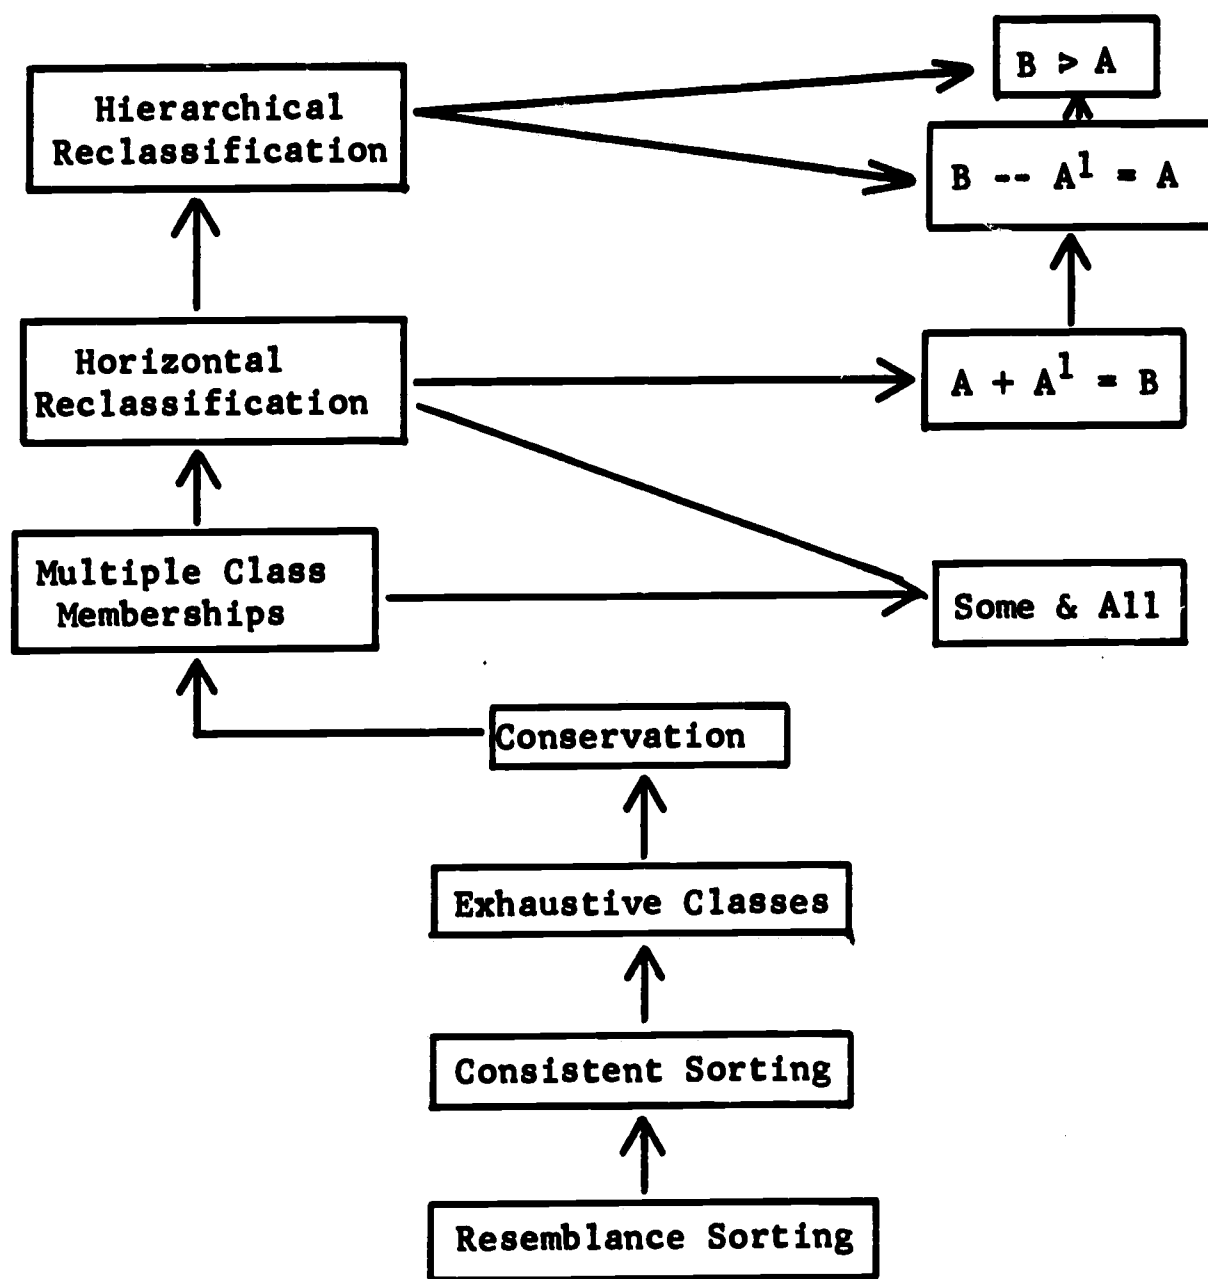 B > A
Hierarchical
Reclassification
B -- A¹ = A
Horizontal
Reclassification
A + A¹ = B
Multiple Class
Memberships
Some & All
Conservation
Exhaustive Classes
Consistent Sorting
Resemblance Sorting